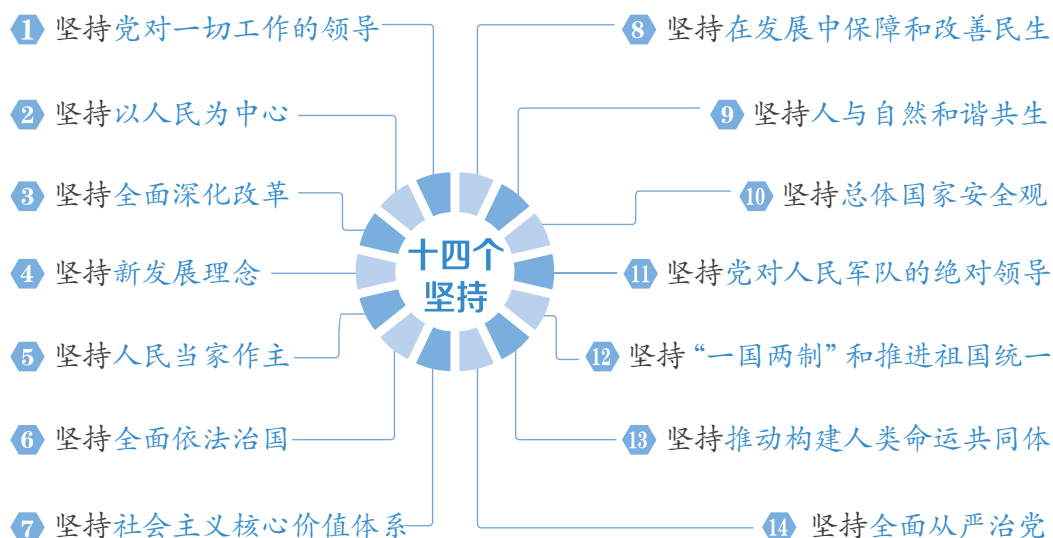 1 坚持党对一切工作的领导
2 坚持以人民为中心
3 坚持全面深化改革
4 坚持新发展理念
5 坚持人民当家作主
6 坚持全面依法治国
7 坚持社会主义核心价值体系
十四个
坚持
8 坚持在发展中保障和改善民生
9 坚持人与自然和谐共生
10 坚持总体国家安全观
11 坚持党对人民军队的绝对领导
12 坚持“一国两制”和推进祖国统一
13 坚持推动构建人类命运共同体
14 坚持全面从严治党